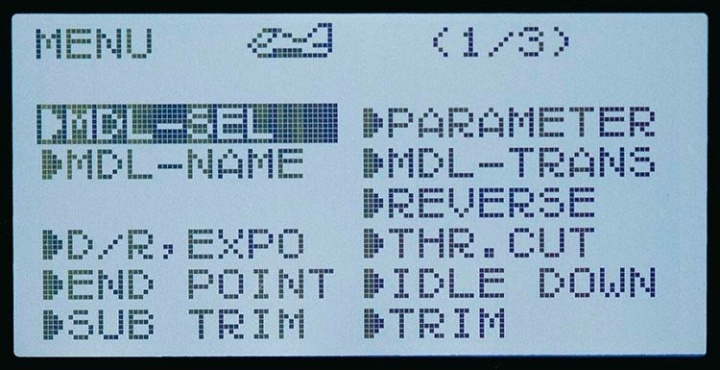 MENU (1/3)
▶MDL-SEL ▶PARAMETER
▶MDL-NAME ▶MDL-TRANS
▶REVERSE
▶D/R,EXPO ▶THR.CUT
▶END POINT ▶IDLE DOWN
▶SUB TRIM ▶TRIM